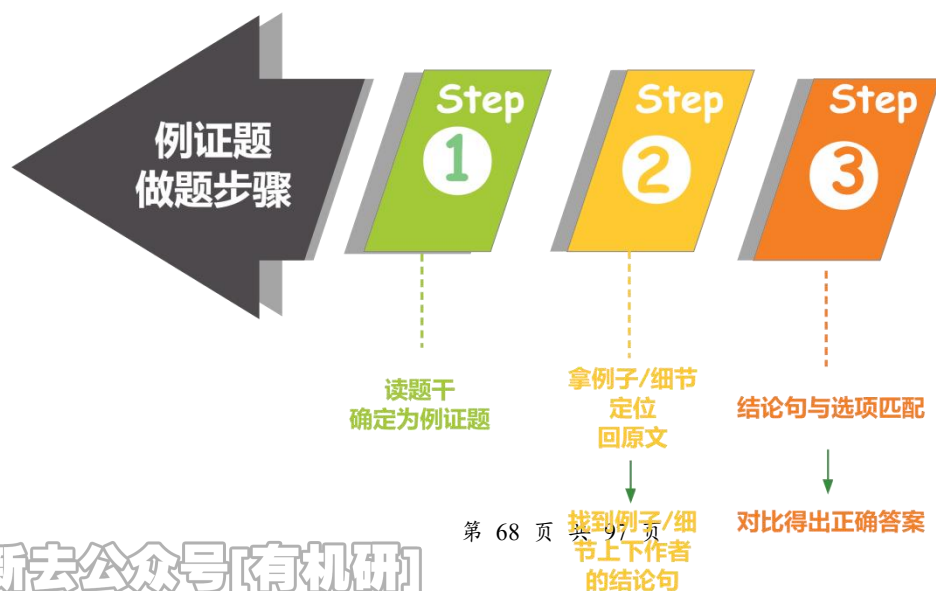 例证题
做题步骤
Step
1
Step
2
Step
3
读题干
确定为例证题
拿例子/细节
定位
回原文
结论句与选项匹配
找到例子/细
节上下作者
的结论句
对比得出正确答案
第 68 页 共 97 页
新去公众号[有机研]